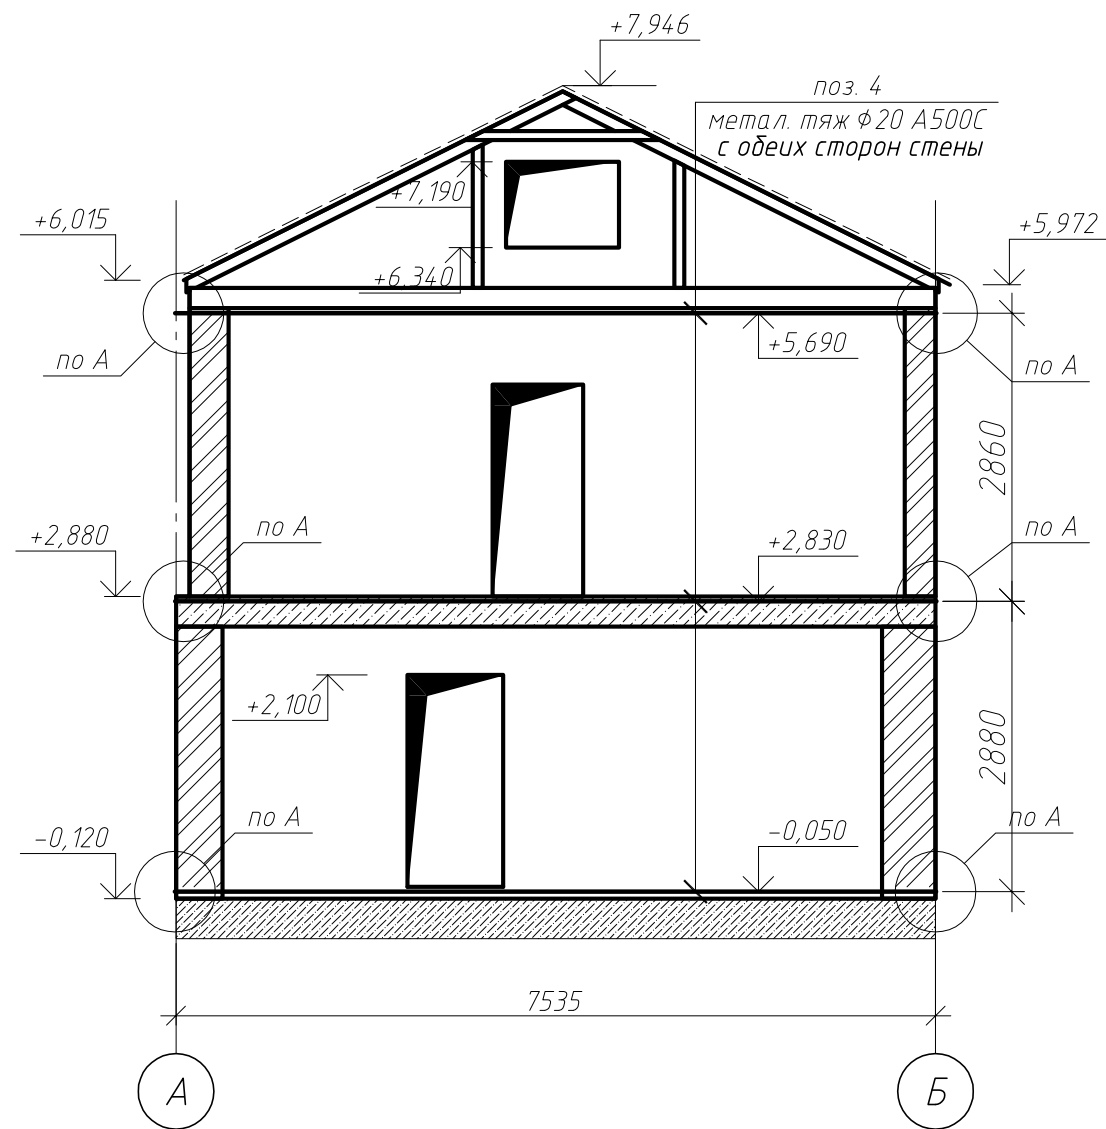 +7,946
поз. 4
метал. тяж Ф20 А500С
с обеих сторон стены
+7,190
+6,015
+5,972
+6.340
+5,690
по А
по А
2860
+2,880
по А
+2,830
по А
+2,100
2880
-0,120
по А
-0,050
по А
7535
А
Б